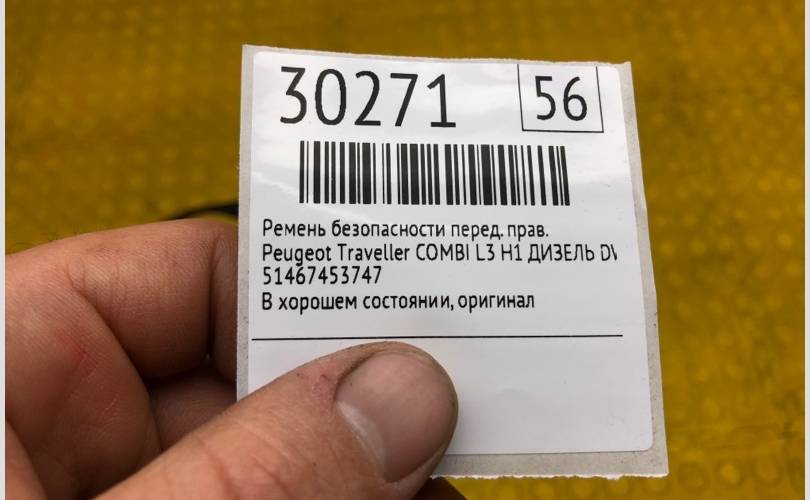 30271
56
Ремень безопасности перед. прав.
Peugeot Traveller COMBI L3 H1 ДИЗЕЛЬ
51467453747
В хорошем состоянии, оригинал